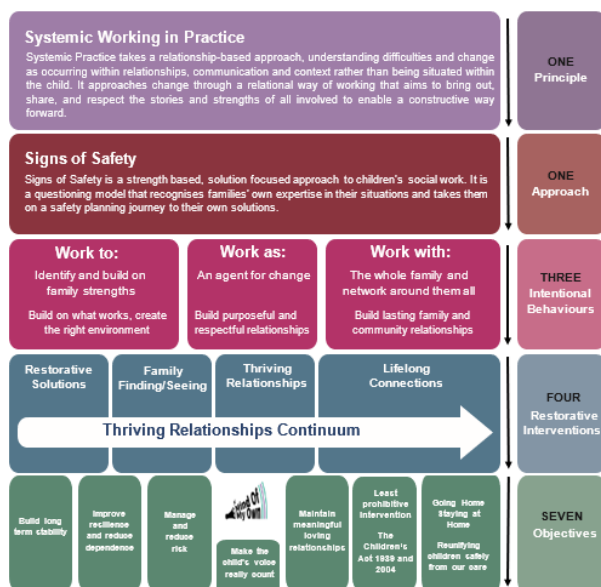 Systemic Working in Practice
Systemic Practice takes a relationship-based approach, understanding difficulties and change
as occurring within relationships, communication and context rather than being situated within
the child. It approaches change through a relational way of working that aims to bring out,
share, and respect the stories and strengths of all involved to enable a constructive way
forward.
ONE
Principle
Signs of Safety
Signs of Safety is a strength based, solution focused approach to children's social work. It is
a questioning model that recognises families' own expertise in their situations and takes them
on a safety planning journey to their own solutions.
ONE
Approach
Work to:
Identify and build on
family strengths
Build on what works, create
the right environment
Work as:
An agent for change
Build purposeful and
respectful relationships
Work with:
The whole family and
network around them all
Build lasting family and
community relationships
THREE
Intentional
Behaviours
Restorative
Solutions
Family
Finding/Seeing
Thriving
Relationships
Lifelong
Connections
Thriving Relationships Continuum
FOUR
Restorative
Interventions
Build long
term stability
Improve
resilience and
reduce
dependence
Manage
and
reduce
risk
Mind Of
My Own
Make the
child's voice
really count
Maintain
meaningful
loving
relationships
Least
prohibitive
intervention
The
Children's
Act 1939 and
2004
Going Home
Staying at
Home
Reunifying
children safely
from our care
SEVEN
Objectives